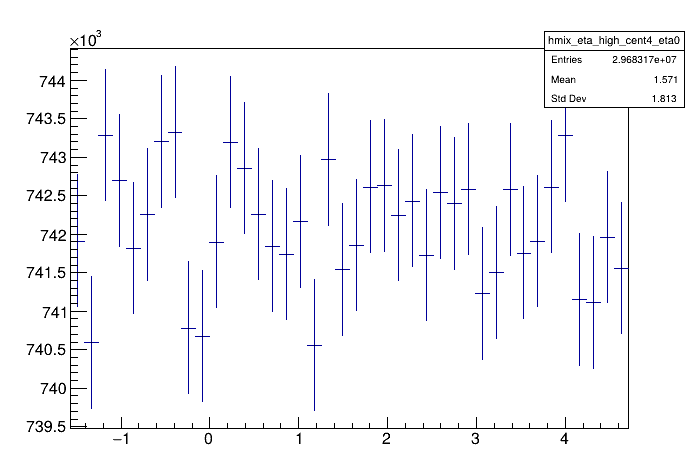 ×10³
hmix_eta_high_cent4_eta0
Entries 2.968317e+07
Mean 1.571
Std Dev 1.813
744
743.5
743
742.5
742
741.5
741
740.5
740
739.5
−1 0 1 2 3 4